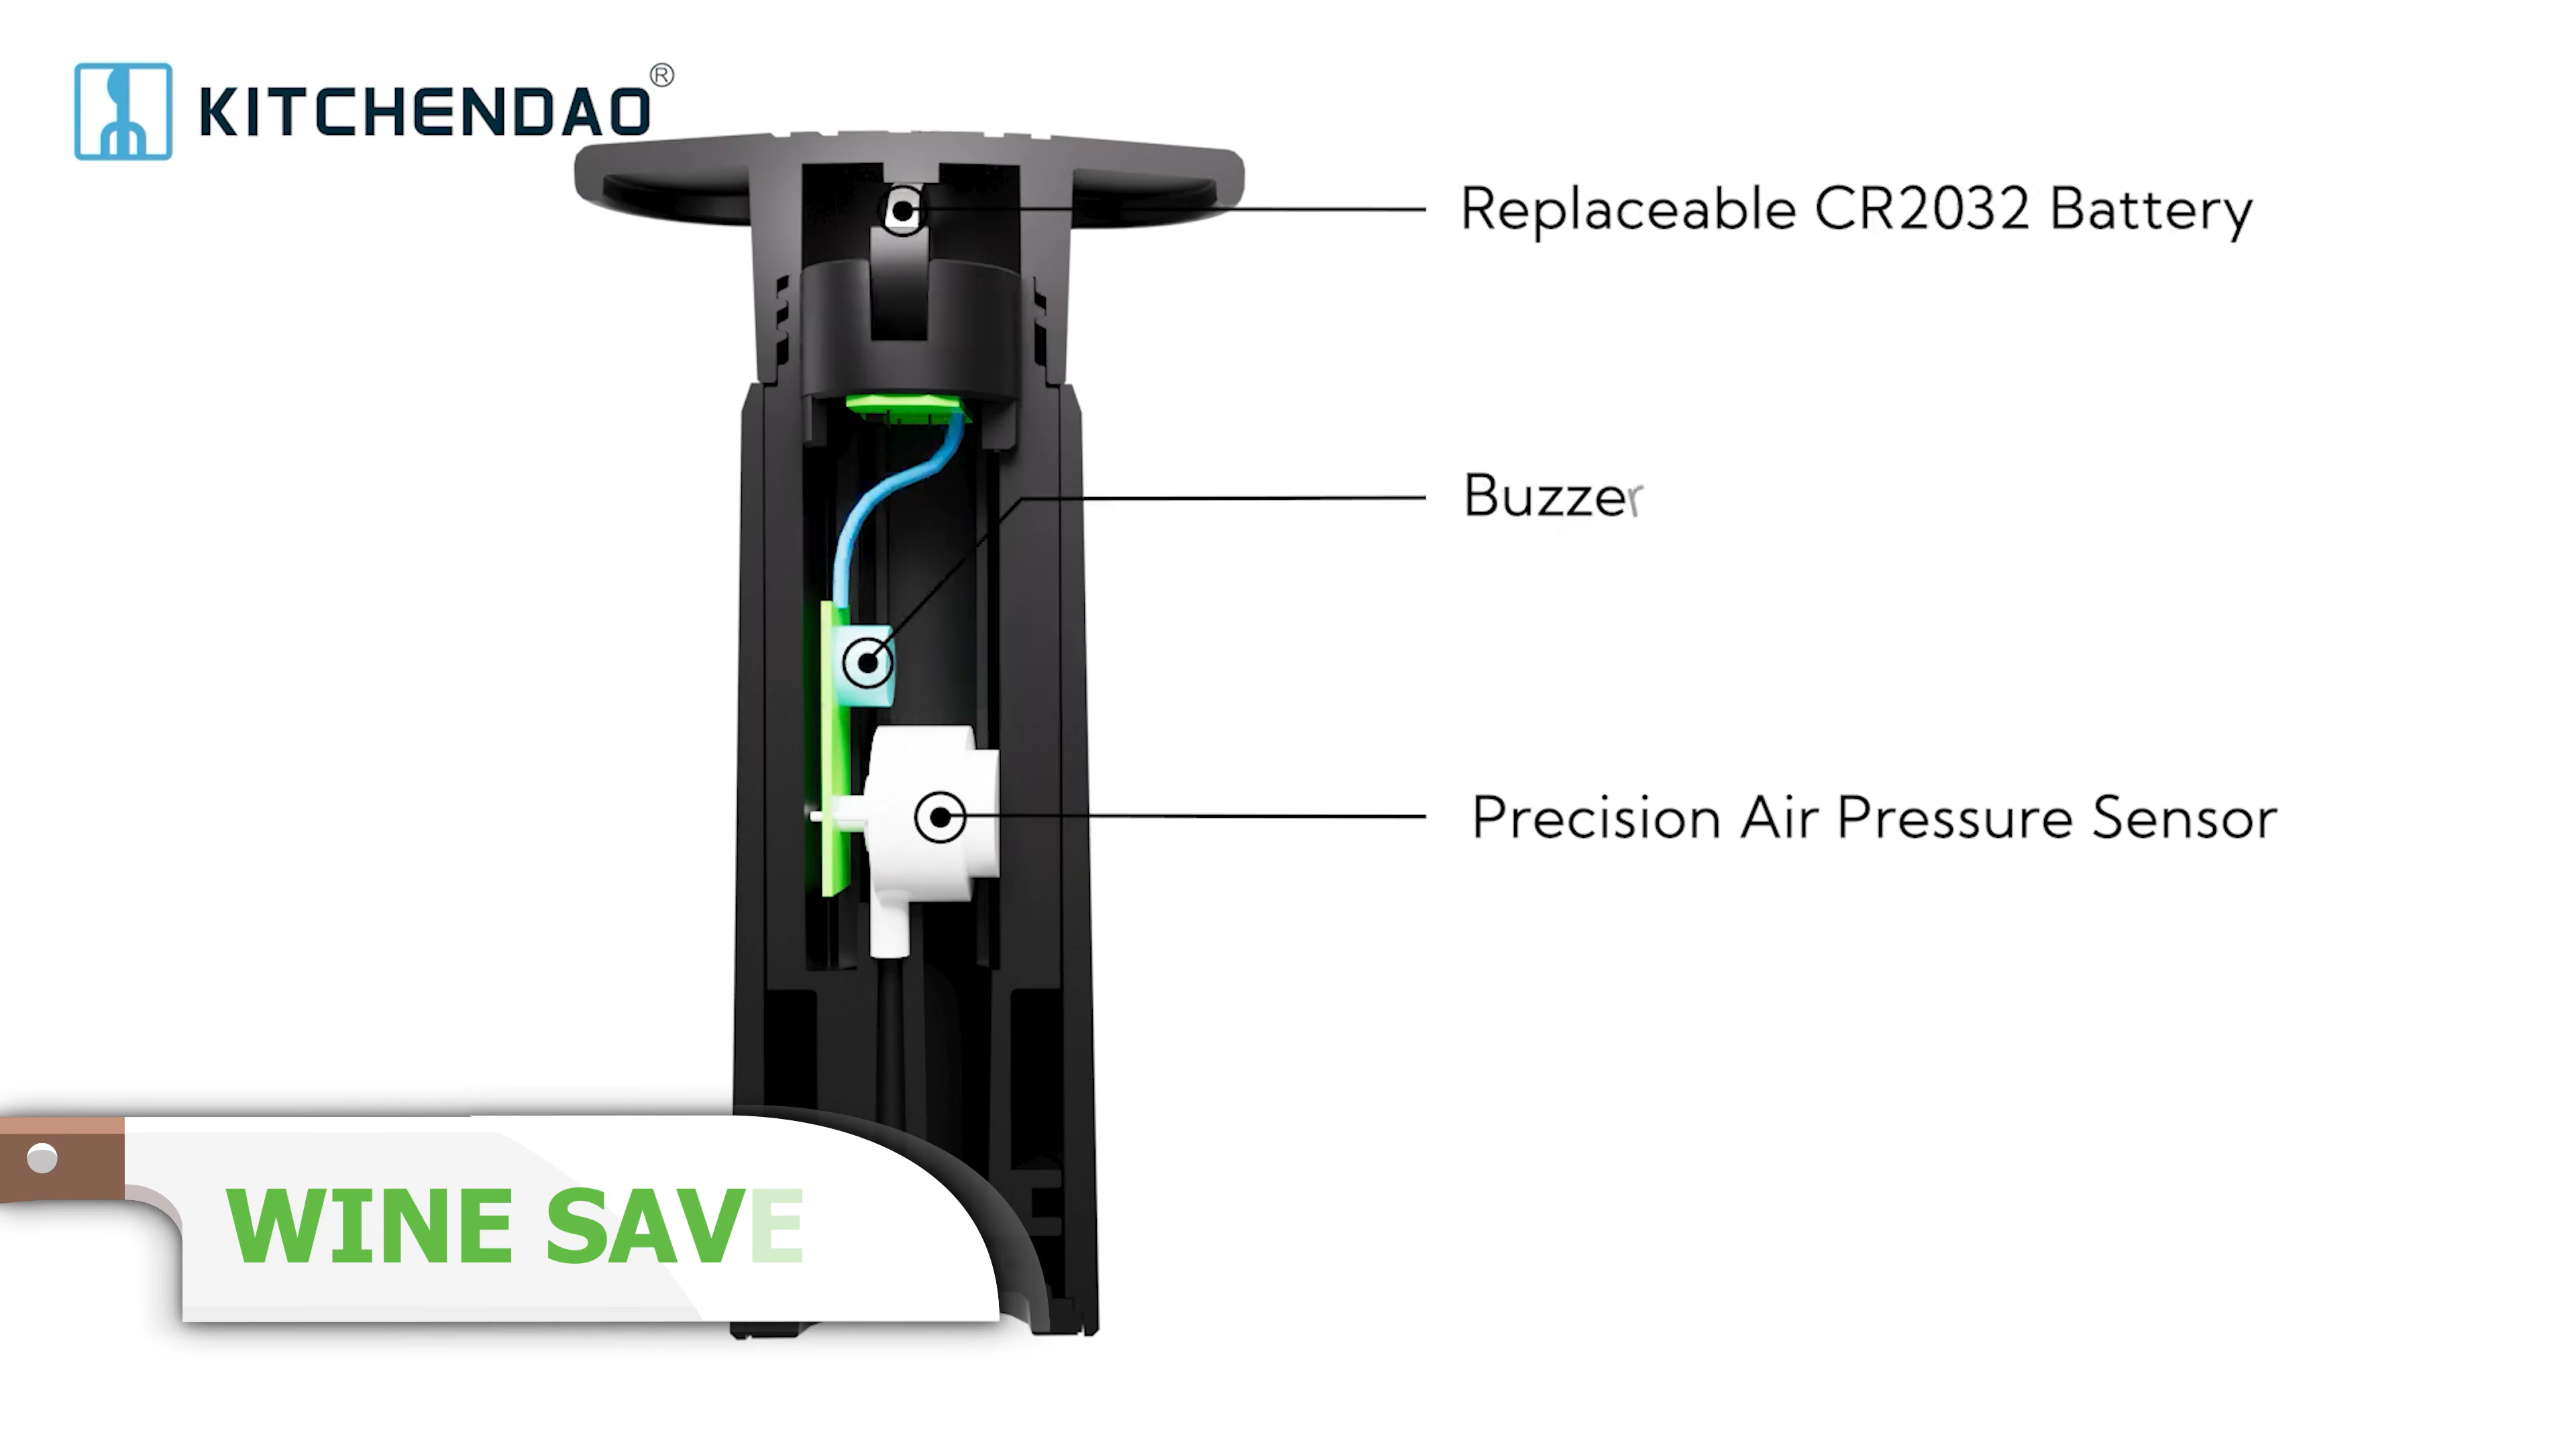 KITCHENDAO®
Replaceable CR2032 Battery
Buzzer
Precision Air Pressure Sensor
WINE SAVE